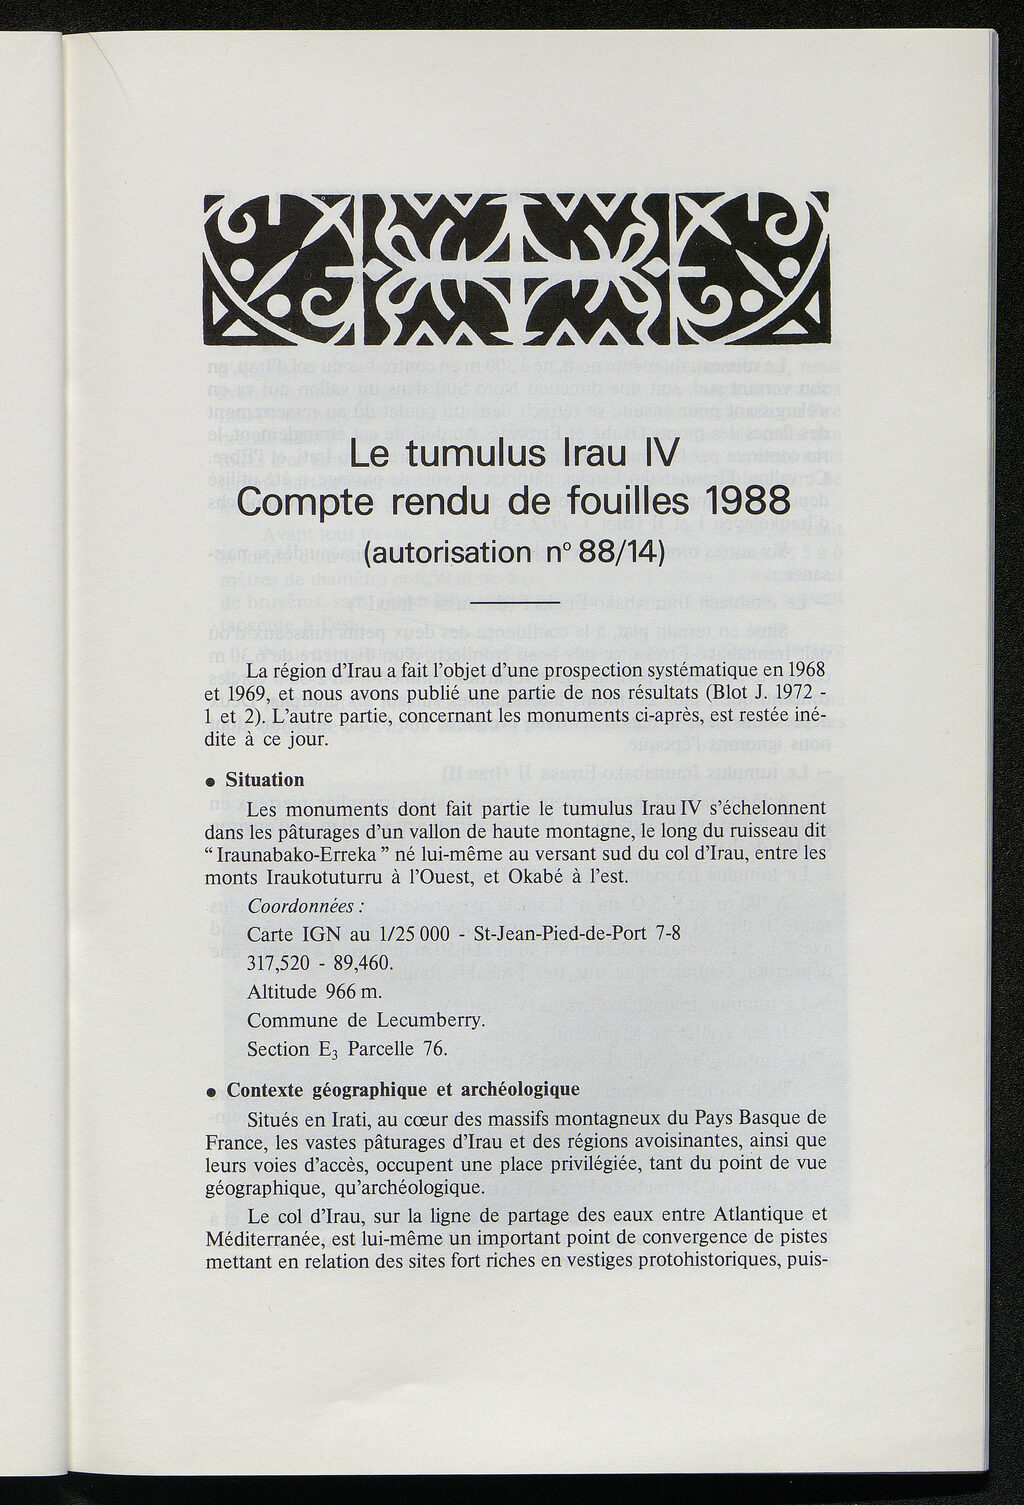 Le tumulus Irau IV
Compte rendu de fouilles 1988
(autorisation n° 88/14)
La région d'Irau a fait l'objet d'une prospection systématique en 1968
et 1969, et nous avons publié une partie de nos résultats (Blot J. 1972 -
1 et 2). L'autre partie, concernant les monuments ci-après, est restée iné-
dite à ce jour.
• Situation
Les monuments dont fait partie le tumulus Irau IV s'échelonnent
dans les pâturages d'un vallon de haute montagne, le long du ruisseau dit
“ Iraunabako-Erreka ” né lui-même au versant sud du col d'Irau, entre les
monts Iraukotuturru à l'Ouest, et Okabé à l'est.
Coordonnées :
Carte IGN au 1/25 000 - St-Jean-Pied-de-Port 7-8
317,520 - 89,460.
Altitude 966 m.
Commune de Lecumberry.
Section E₃ Parcelle 76.
• Contexte géographique et archéologique
Situés en Irati, au cœur des massifs montagneux du Pays Basque de
France, les vastes pâturages d'Irau et des régions avoisinantes, ainsi que
leurs voies d'accès, occupent une place privilégiée, tant du point de vue
géographique, qu'archéologique.
Le col d'Irau, sur la ligne de partage des eaux entre Atlantique et
Méditerranée, est lui-même un important point de convergence de pistes
mettant en relation des sites fort riches en vestiges protohistoriques, puis-